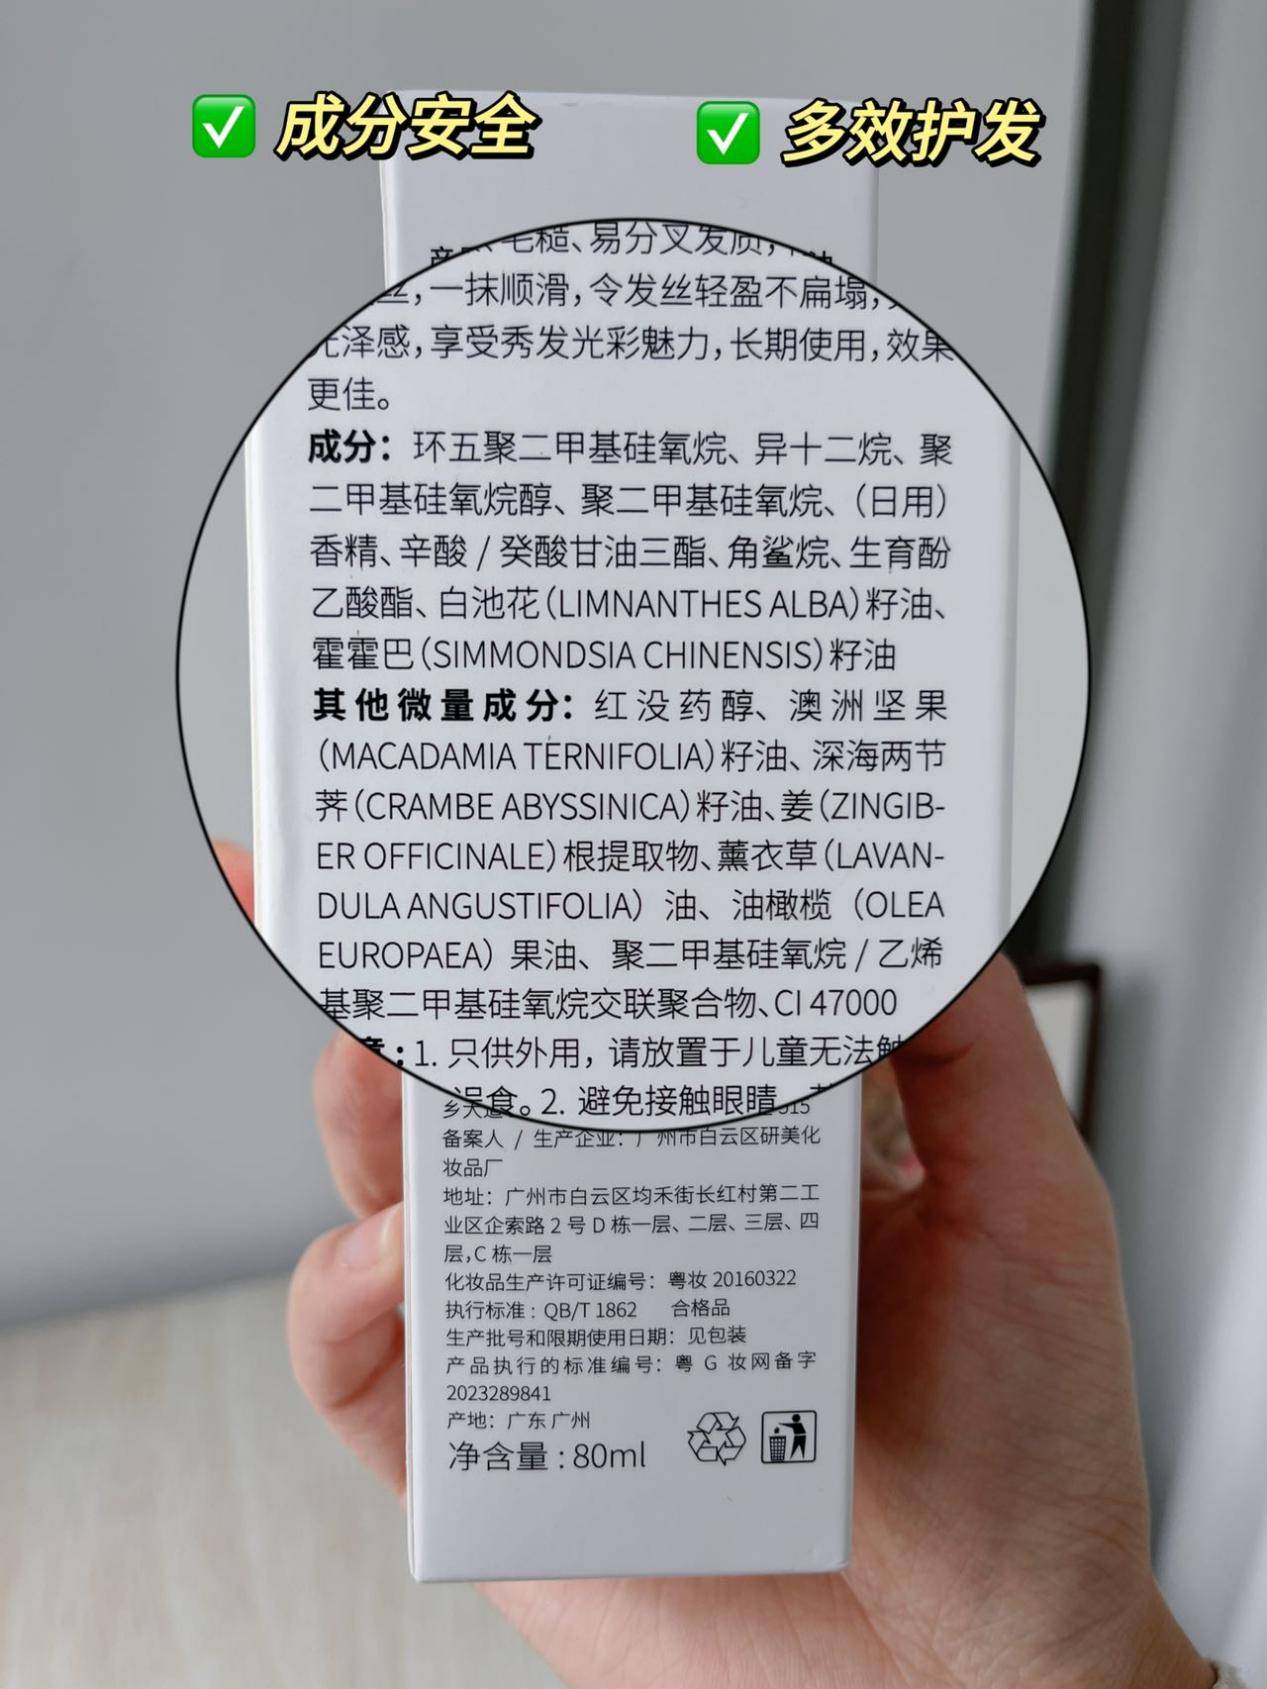 成分安全
多效护发
毛糙、易分叉发质，
丝，一抹顺滑，令发丝轻盈不扁塌，
光泽感，享受秀发光彩魅力，长期使用，效果
更佳。
成分：环五聚二甲基硅氧烷、异十二烷、聚
二甲基硅氧烷醇、聚二甲基硅氧烷、（日用）
香精、辛酸 / 癸酸甘油三酯、角鲨烷、生育酚
乙酸酯、白池花（LIMNANTHES ALBA）籽油、
霍霍巴（SIMMONDSIA CHINENSIS）籽油
其他微量成分：红没药醇、澳洲坚果
（MACADAMIA TERNIFOLIA）籽油、深海两节
荠（CRAMBE ABYSSINICA）籽油、姜（ZINGIB-
ER OFFICINALE）根提取物、薰衣草（LAVAN-
DULA ANGUSTIFOLIA）油、油橄榄（OLEA
EUROPAEA）果油、聚二甲基硅氧烷 / 乙烯
基聚二甲基硅氧烷交联聚合物、CI 47000
意：1. 只供外用，请放置于儿童无法触
误食。2. 避免接触眼睛
备案人 / 生产企业：广州市白云区研美化
妆品厂
地址：广州市白云区均禾街长红村第二工
业区企索路 2 号 D 栋一层、二层、三层、四
层，C 栋一层
化妆品生产许可证编号：粤妆 20160322
执行标准：QB/T 1862 合格品
生产批号和限期使用日期：见包装
产品执行的标准编号：粤 G 妆网备字
2023289841
产地：广东 广州
净含量：80ml